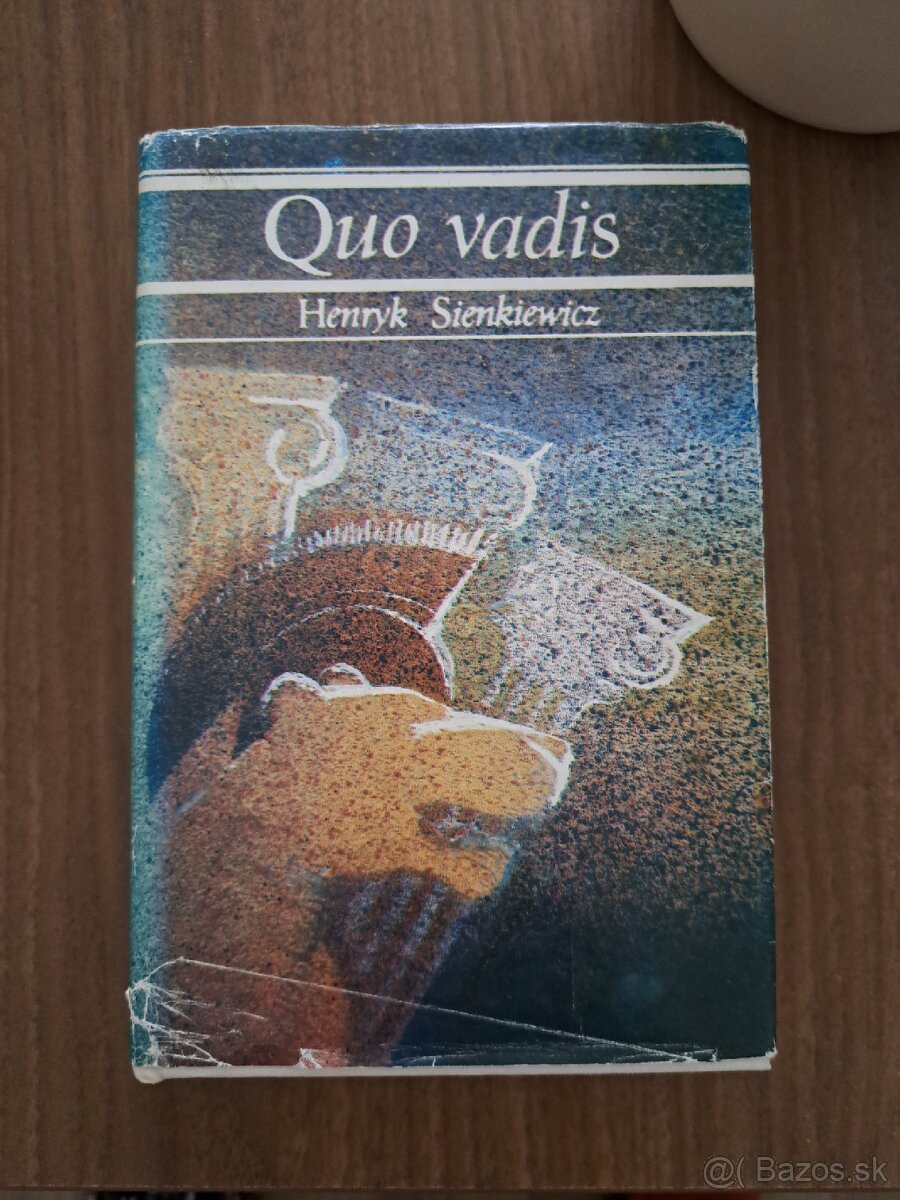 Quo vadis
Henryk Sienkiewicz
@( Bazos.sk